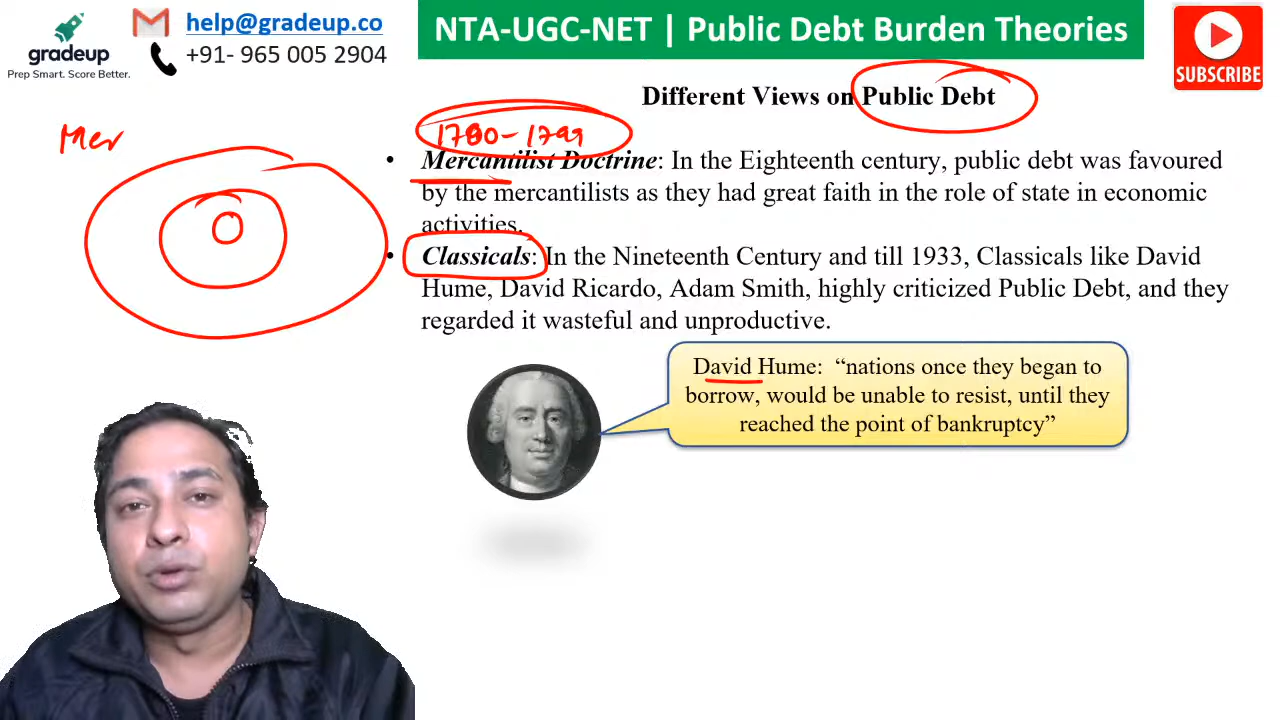 gradeup
Prep Smart. Score Better.
help@gradeup.co
+91- 965 005 2904
NTA-UGC-NET | Public Debt Burden Theories
SUBSCRIBE
Different Views on Public Debt
Mer
1700-1799
• Mercantilist Doctrine: In the Eighteenth century, public debt was favoured
by the mercantilists as they had great faith in the role of state in economic
activities.
• Classicals: In the Nineteenth Century and till 1933, Classicals like David
Hume, David Ricardo, Adam Smith, highly criticized Public Debt, and they
regarded it wasteful and unproductive.
David Hume: “nations once they began to
borrow, would be unable to resist, until they
reached the point of bankruptcy”